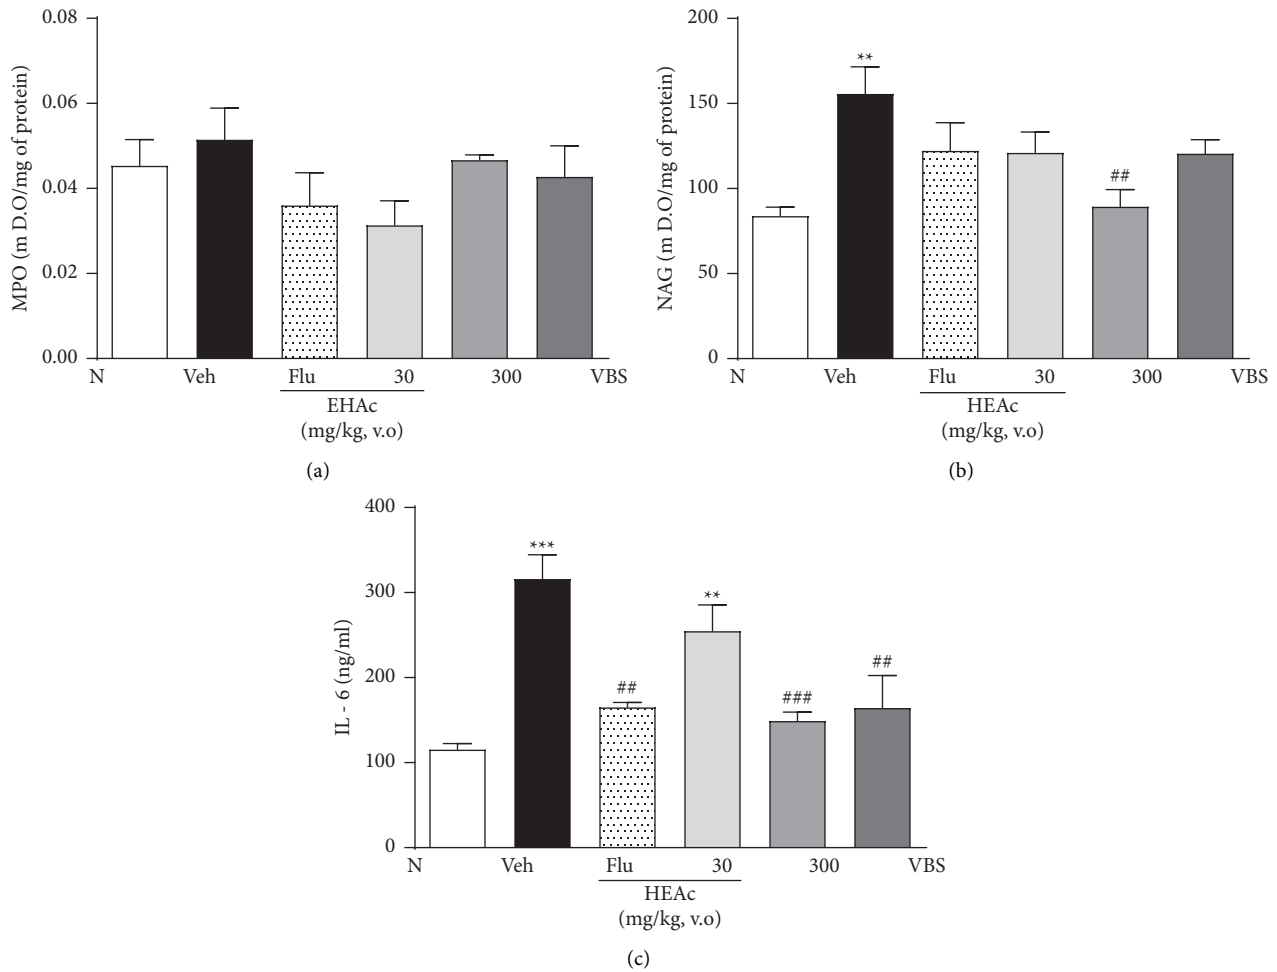 0.08
0.06
0.04
0.02
0.00
MPO (m D.O/mg of protein)
N Veh Flu 30 300 VBS
EHAc
(mg/kg, v.o)
(a)
200
150
100
50
0
NAG (m D.O/mg of protein)
**
##
N Veh Flu 30 300 VBS
HEAc
(mg/kg, v.o)
(b)
400
300
200
100
0
IL - 6 (ng/ml)
***
##
**
###
##
N Veh Flu 30 300 VBS
HEAc
(mg/kg, v.o)
(c)